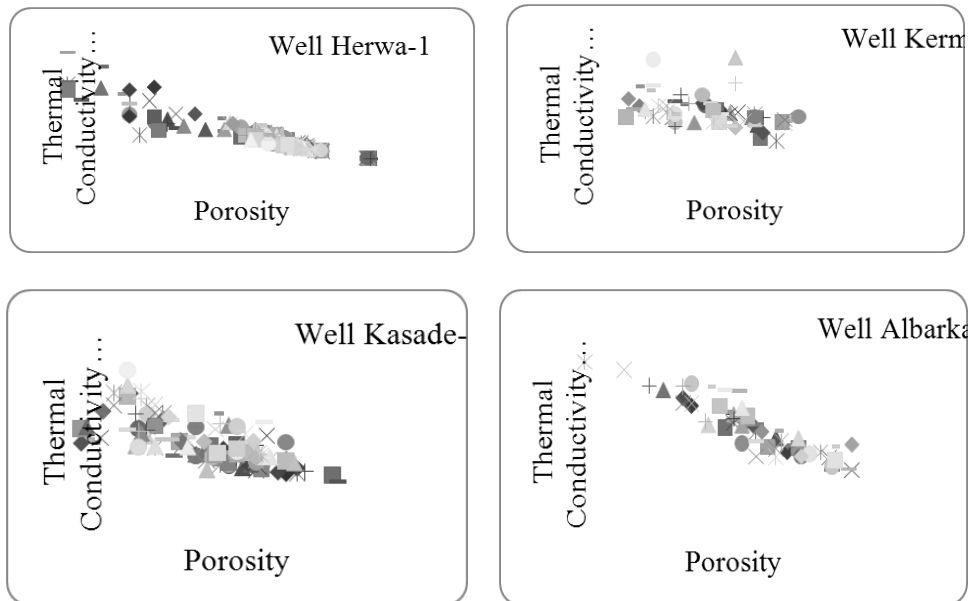 Well Herwa-1
Thermal
Conductivity…
Porosity
Well Kerm
Thermal
Conductivity…
Porosity
Well Kasade-
Thermal
Conductivity…
Porosity
Well Albarka
Thermal
Conductivity…
Porosity